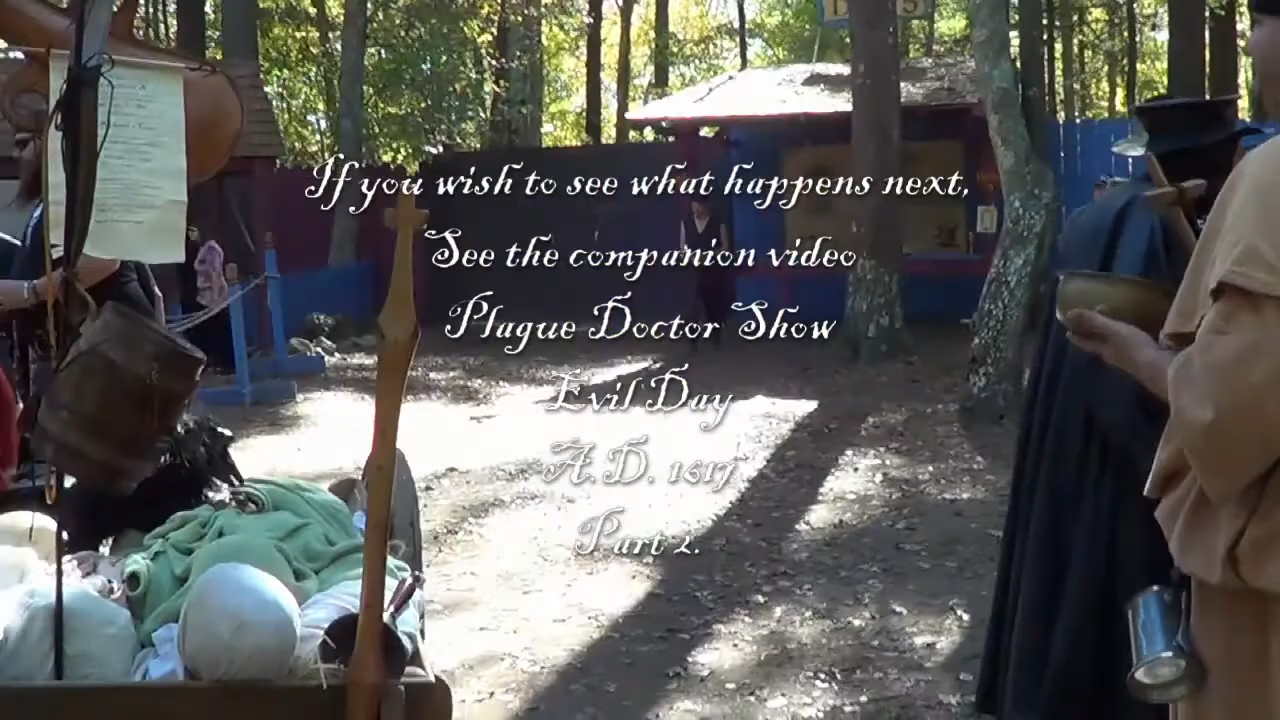 If you wish to see what happens next,
See the companion video
Plague Doctor Show
Evil Day
A.D. 1617
Part 2.